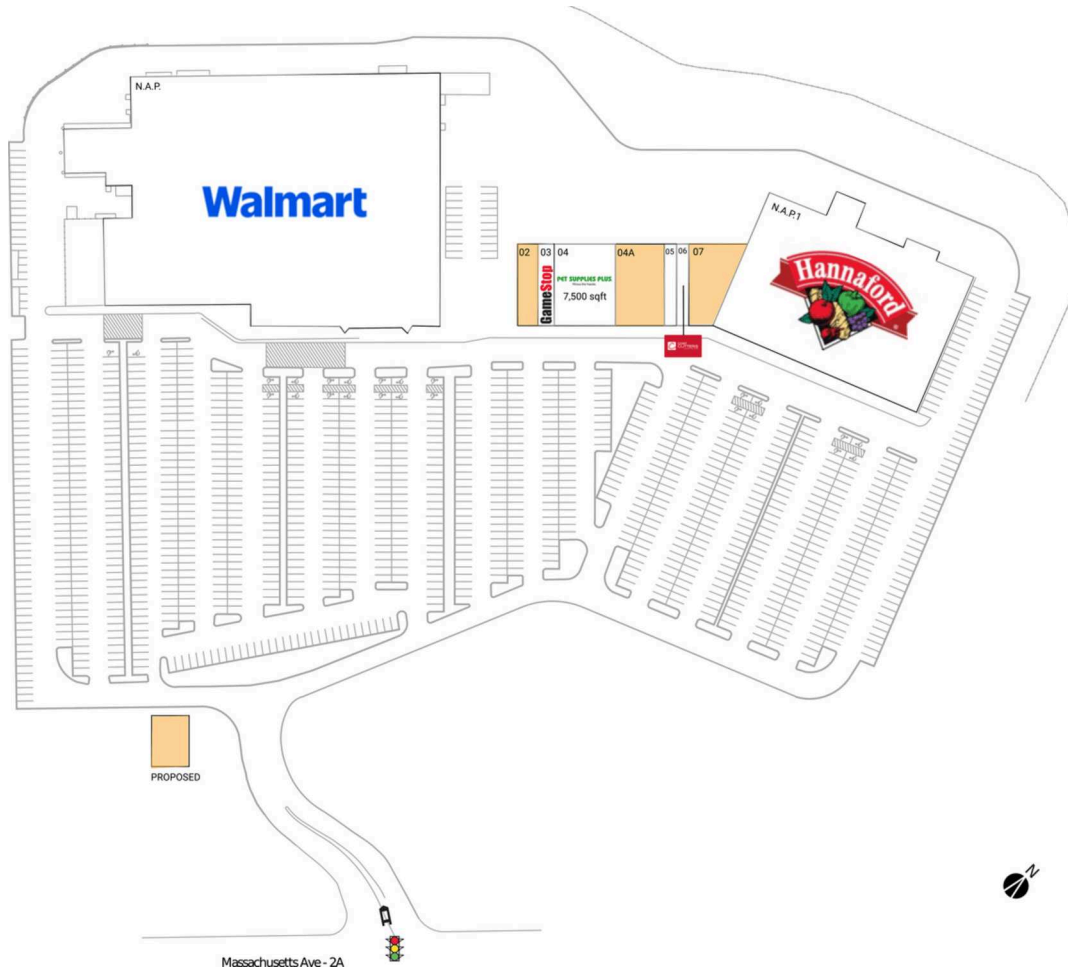 N.A.P.
Walmart
N.A.P.1
Hannaford
02
03
04
04A
05
06
07
GameStop
PET SUPPLIES PLUS
7,500 sqft
PROPOSED
N
Massachusetts Ave - 2A